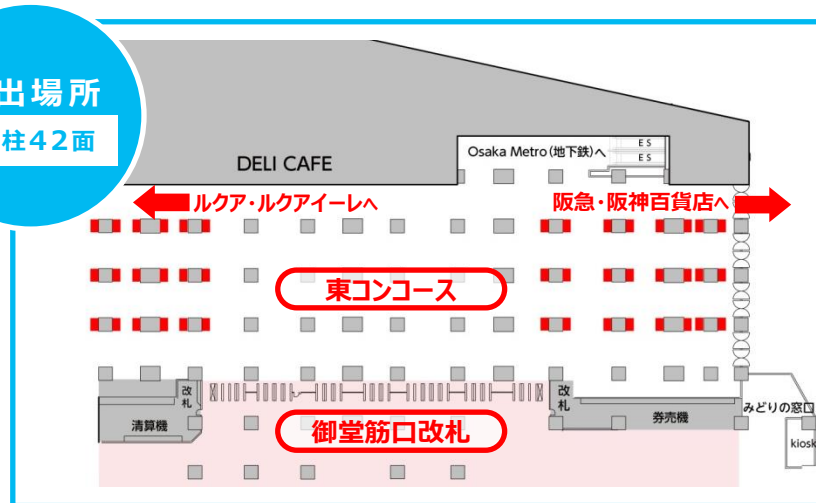 出場所
柱42面
DELI CAFE
Osaka Metro（地下鉄）へ
ES
ES
ルクア・ルクアイーレへ
阪急・阪神百貨店へ
東コンコース
改札
御堂筋口改札
改札
清算機
券売機
みどりの窓口
kiosk